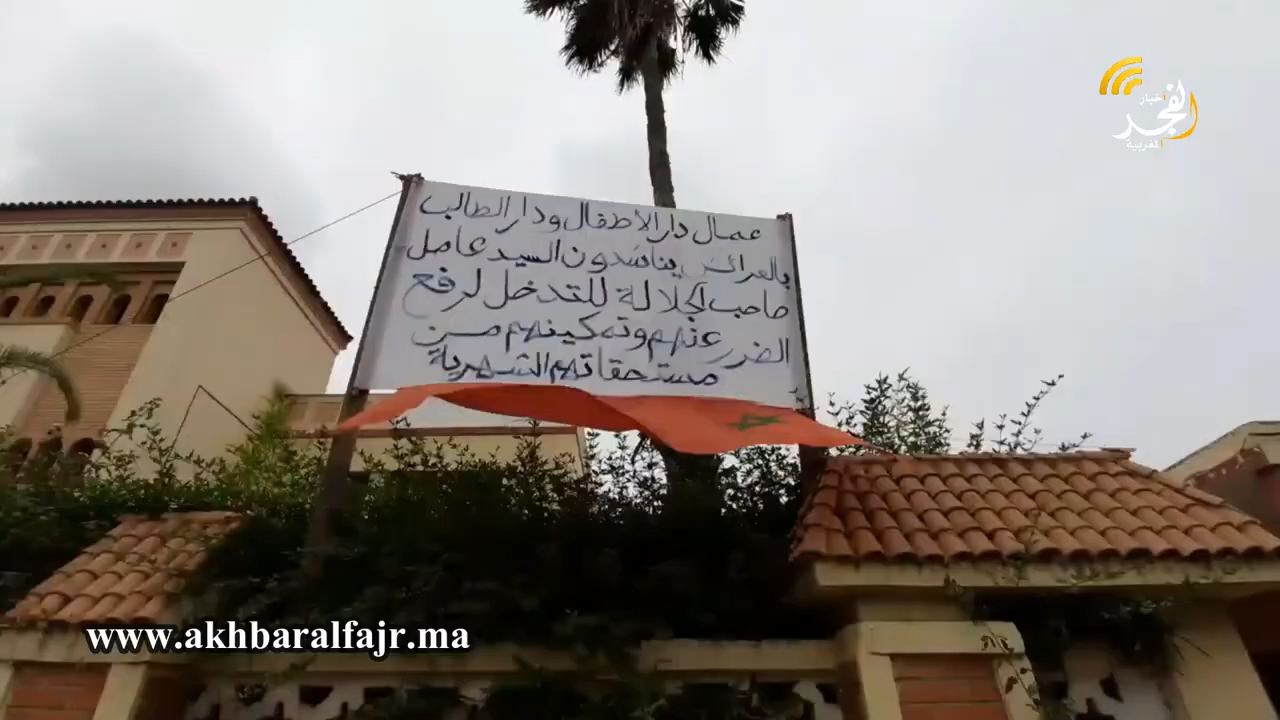 اخبار
الفجر
المغربية
عمال دار الاطفال ودار الطالب
بالعرائش يناشدون السيد عامل
صاحب الجلالة للتدخل لرفع
الضرر عنهم وتمكينهم من
مستحقاتهم الشهرية
www.akhbaralfajr.ma